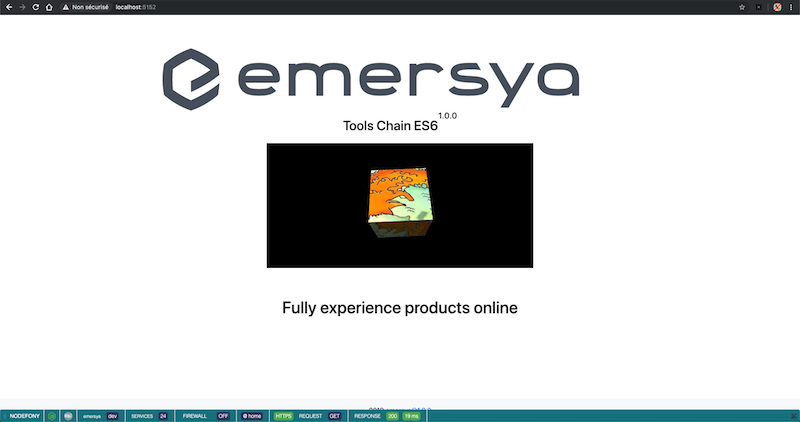 Non sécurisé localhost:5152
emersya
Tools Chain ES6 1.0.0
Fully experience products online
NODEFONY emersya dev SERVICES 24 FIREWALL OFF home HTTPS REQUEST GET RESPONSE 200 19 ms